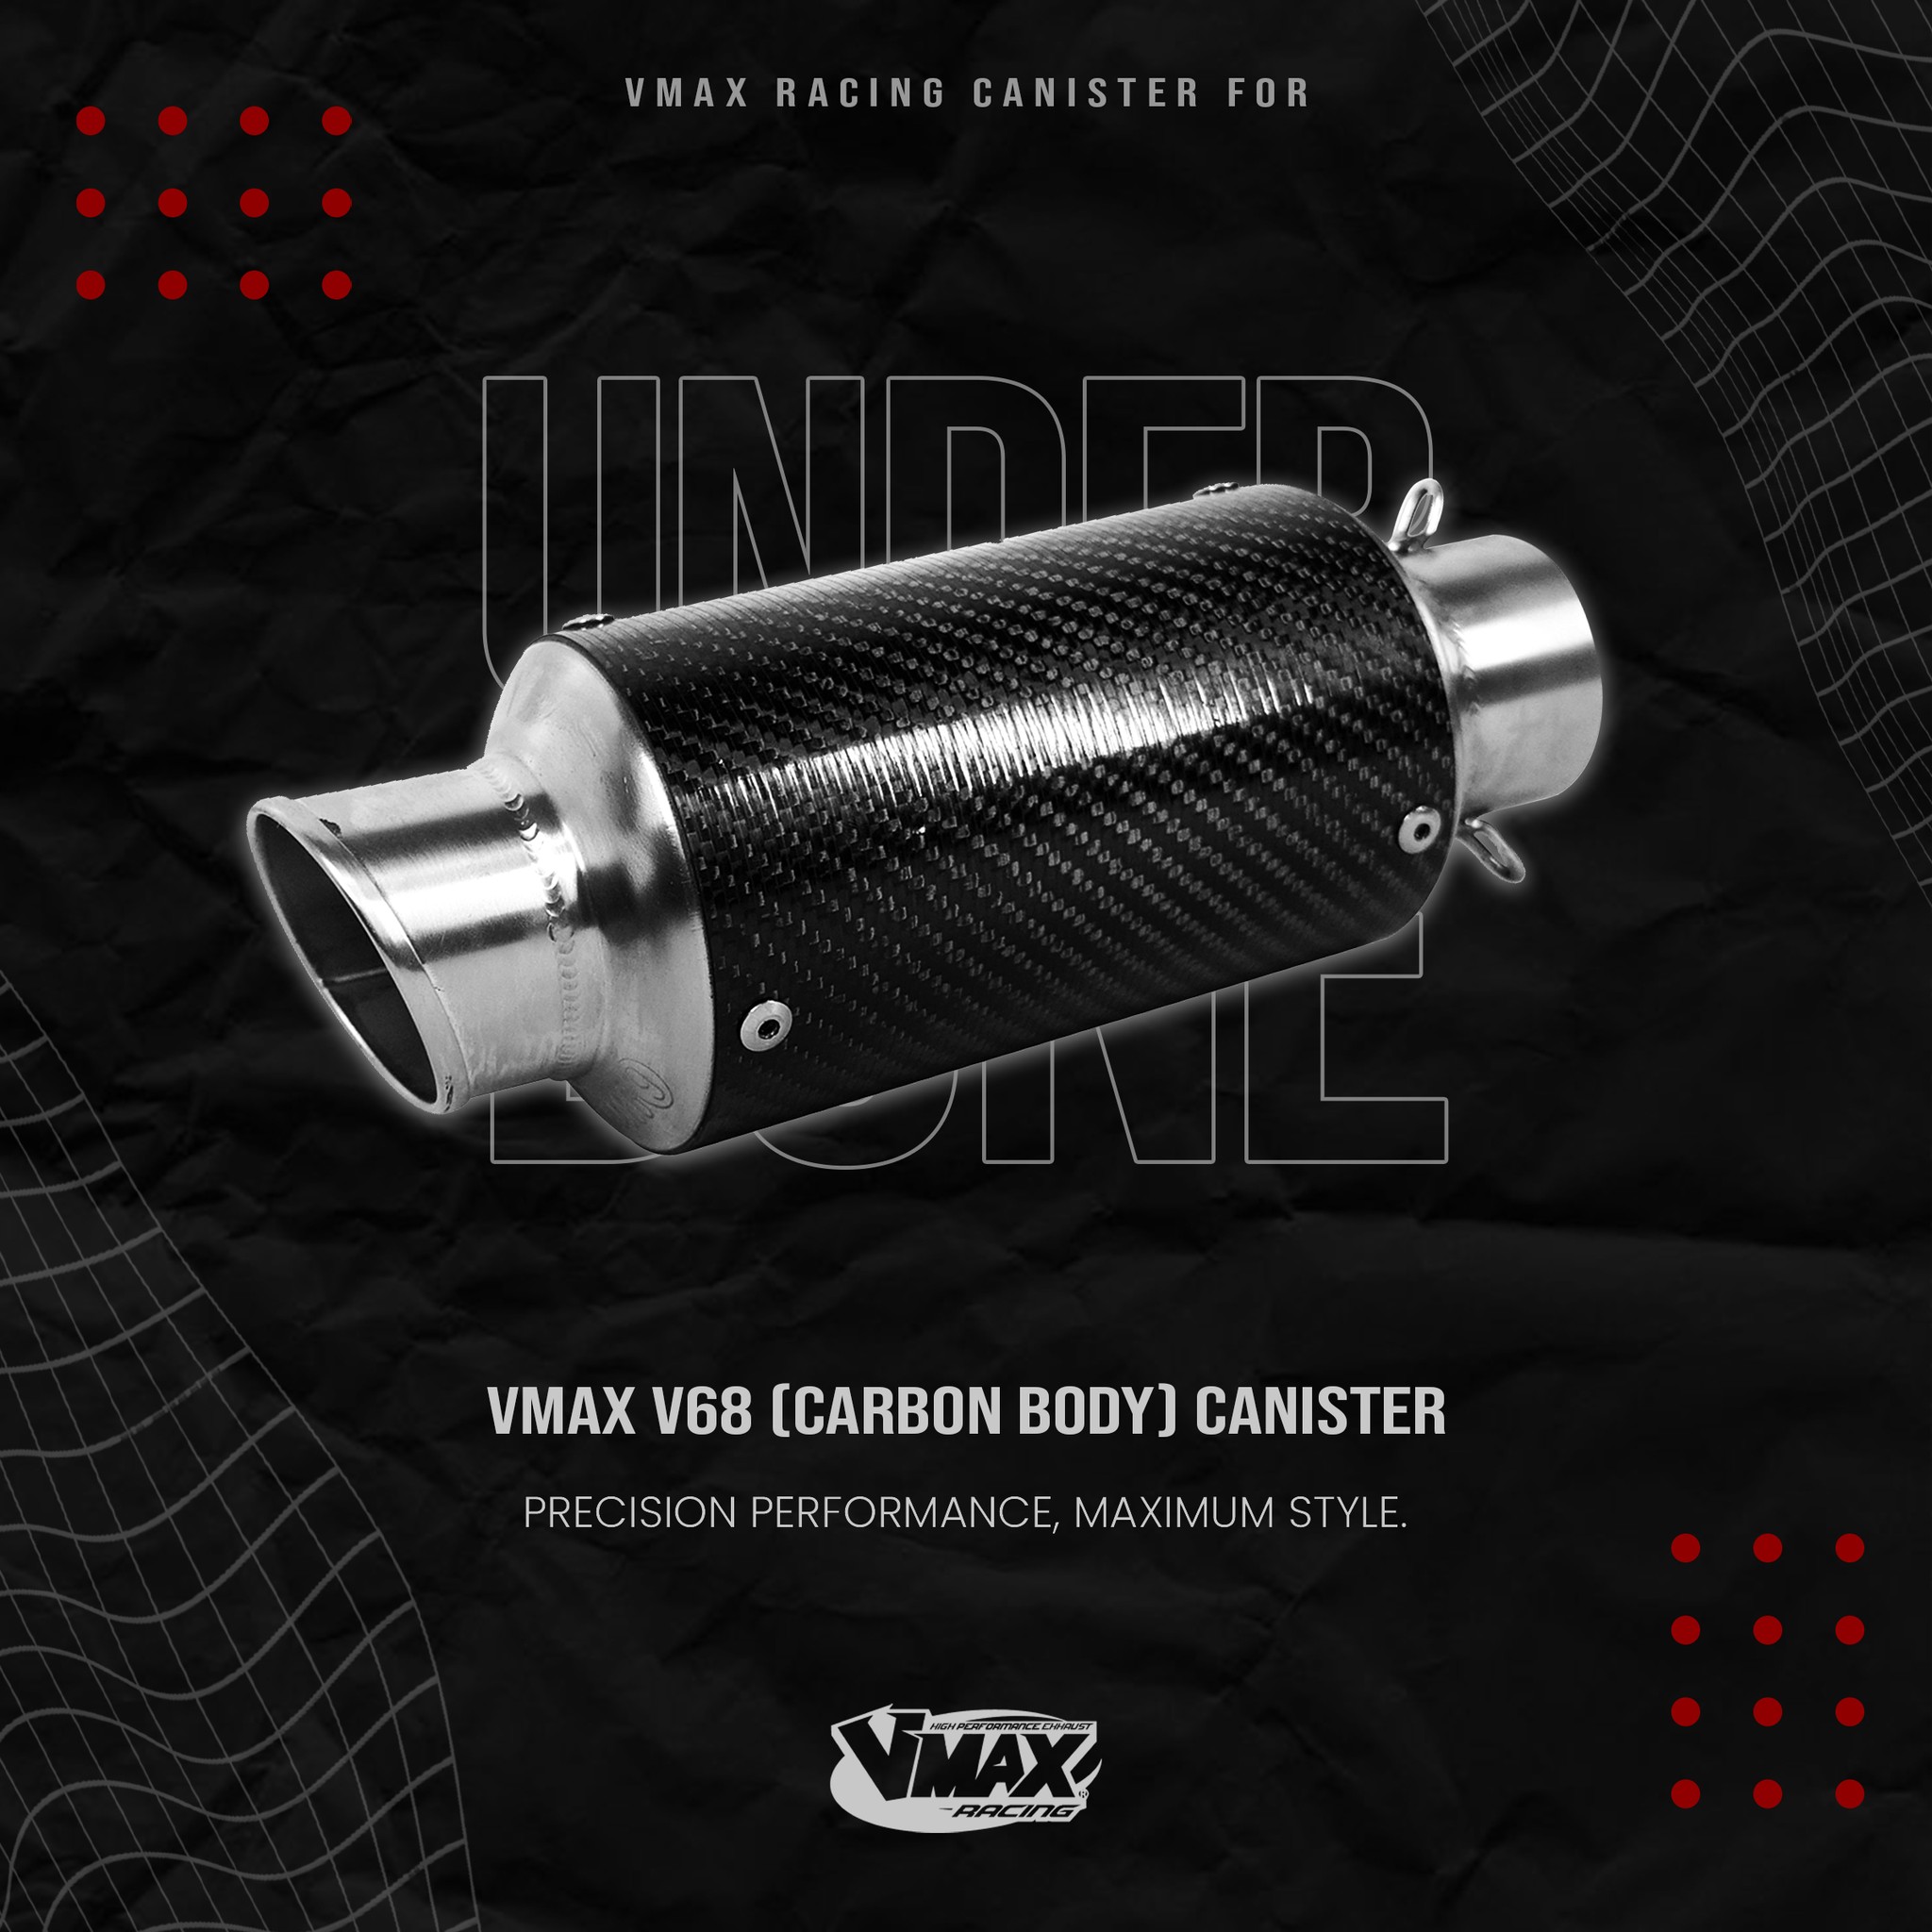 VMAX RACING CANISTER FOR
UNDER
BONE
VMAX V68 (CARBON BODY) CANISTER
PRECISION PERFORMANCE, MAXIMUM STYLE.
HIGH PERFORMANCE EXHAUST
VMAX
RACING